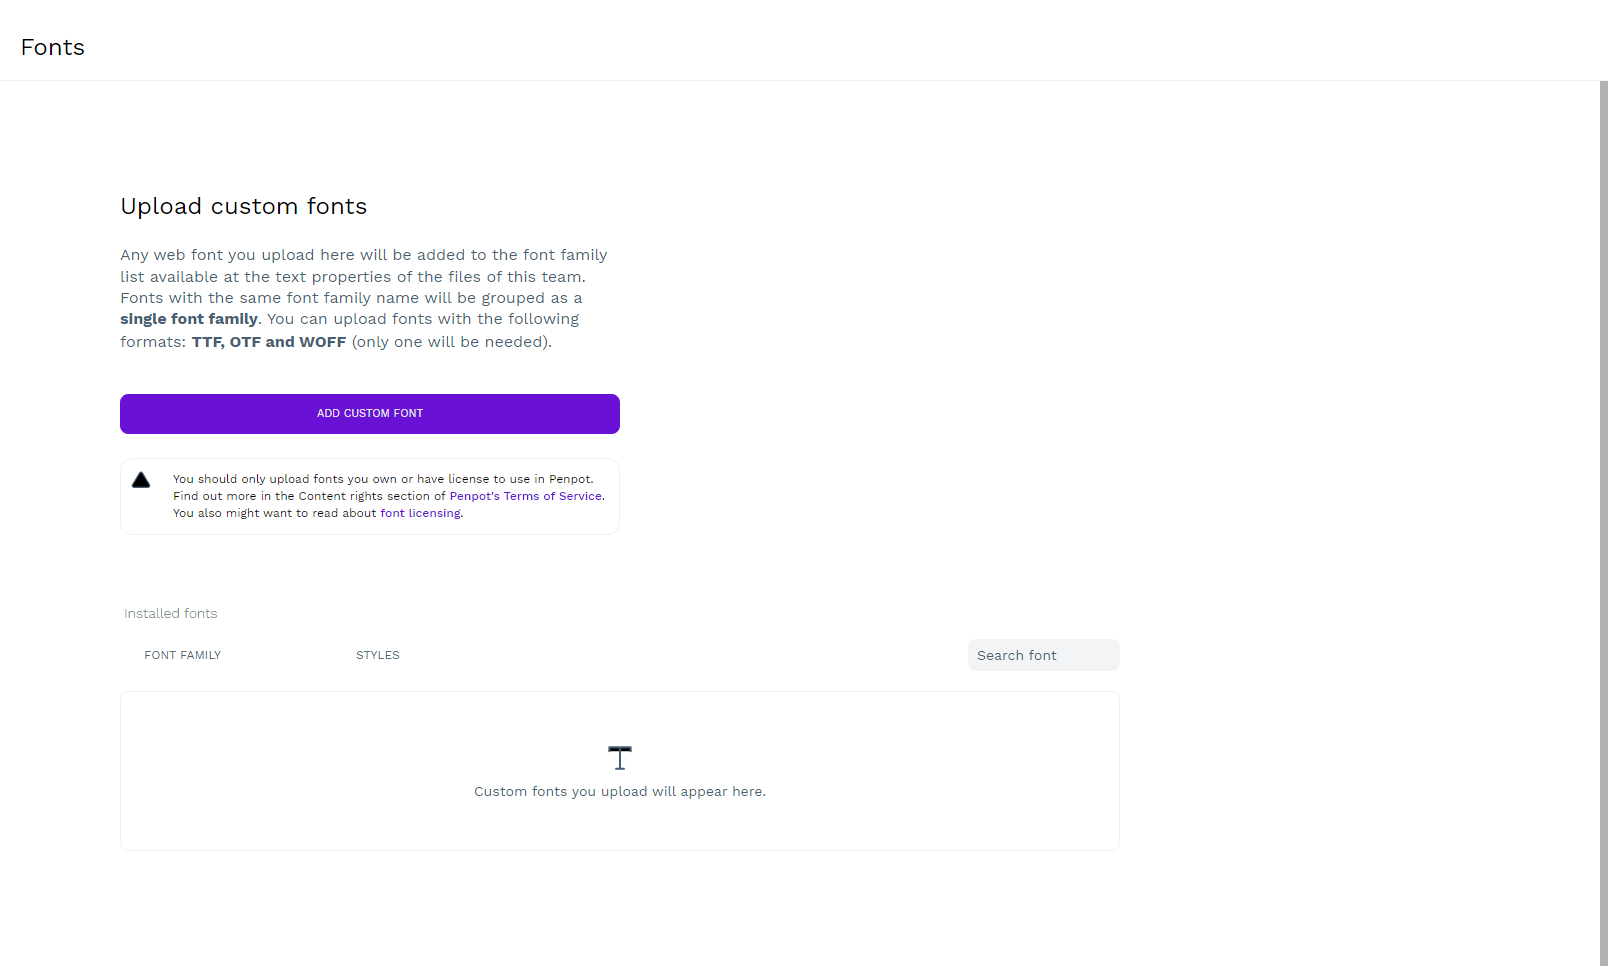 Fonts
Upload custom fonts
Any web font you upload here will be added to the font family
list available at the text properties of the files of this team.
Fonts with the same font family name will be grouped as a
single font family. You can upload fonts with the following
formats: TTF, OTF and WOFF (only one will be needed).
ADD CUSTOM FONT
You should only upload fonts you own or have license to use in Penpot.
Find out more in the Content rights section of Penpot's Terms of Service.
You also might want to read about font licensing.
Installed fonts
FONT FAMILY
STYLES
Search font
Custom fonts you upload will appear here.